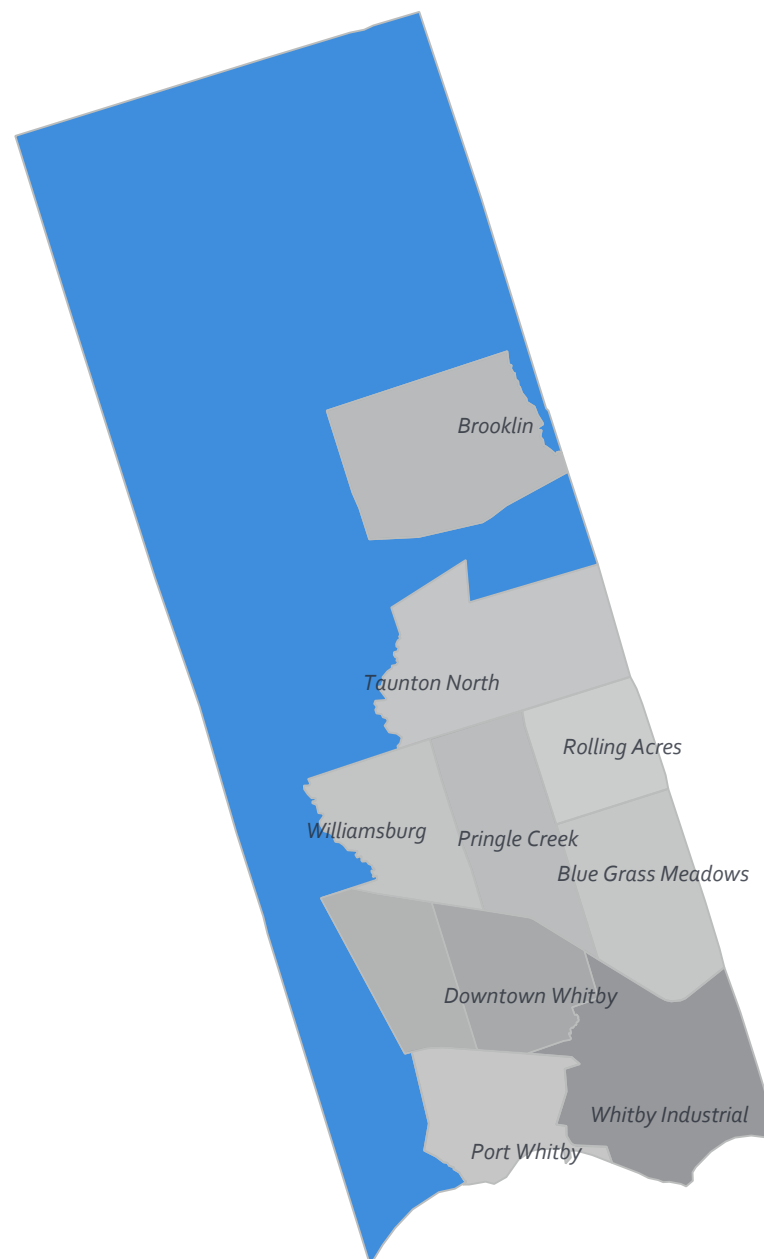 Brooklin
Taunton North
Rolling Acres
Williamsburg
Pringle Creek
Blue Grass Meadows
Downtown Whitby
Whitby Industrial
Port Whitby